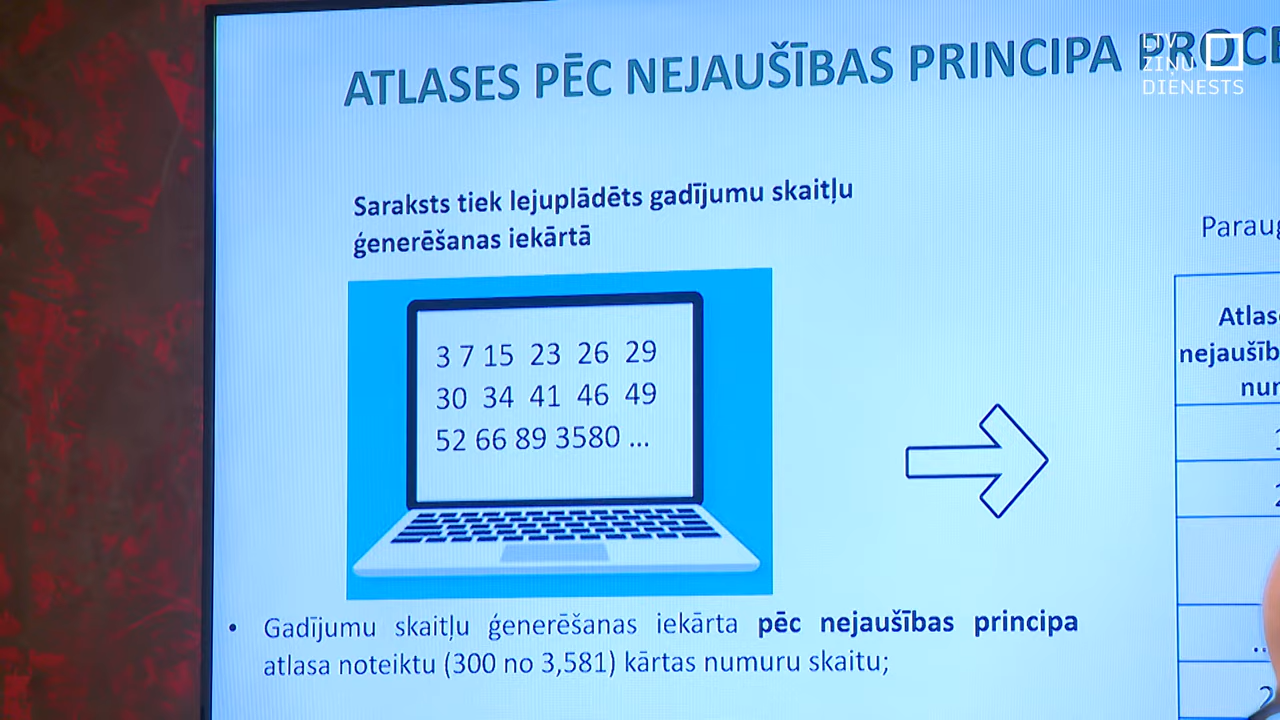 ATLASES PĒC NEJAUŠĪBAS PRINCIPA
LTV
ZIŅU
DIENESTS
Saraksts tiek lejuplādēts gadījumu skaitļu
ģenerēšanas iekārtā
3 7 15 23 26 29
30 34 41 46 49
52 66 89 3580 ...
• Gadījumu skaitļu ģenerēšanas iekārta pēc nejaušības principa
atlasa noteiktu (300 no 3,581) kārtas numuru skaitu;